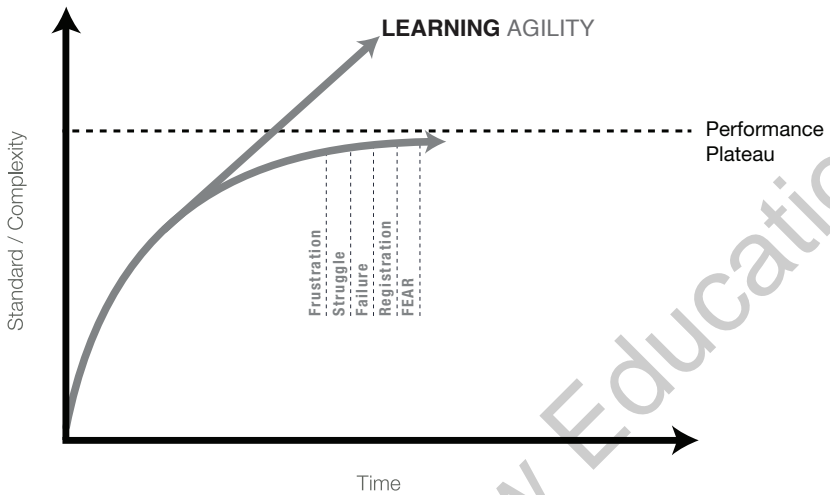 LEARNING AGILITY
Standard / Complexity
Performance
Plateau
Frustration
Struggle
Failure
Registration
FEAR
Time